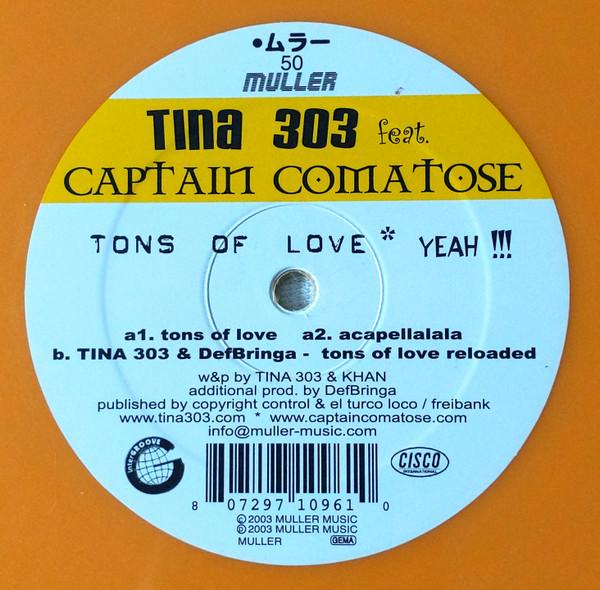 •ムラー
50
MULLER
Tina 303 feat.
CAPTAIN COMATOSE
TONS OF LOVE * YEAH !!!
a1. tons of love a2. acapellalala
b. TINA 303 & DefBringa - tons of love reloaded
w&p by TINA 303 & KHAN
additional prod. by DefBringa
published by copyright control & el turco loco / freibank
www.tina303.com * www.captaincomatose.com
info@muller-music.com
interGROOVE
CISCO
INTERNATIONAL
8 07297 10961 0
©2003 MULLER MUSIC
℗2003 MULLER MUSIC
MULLER GEMA